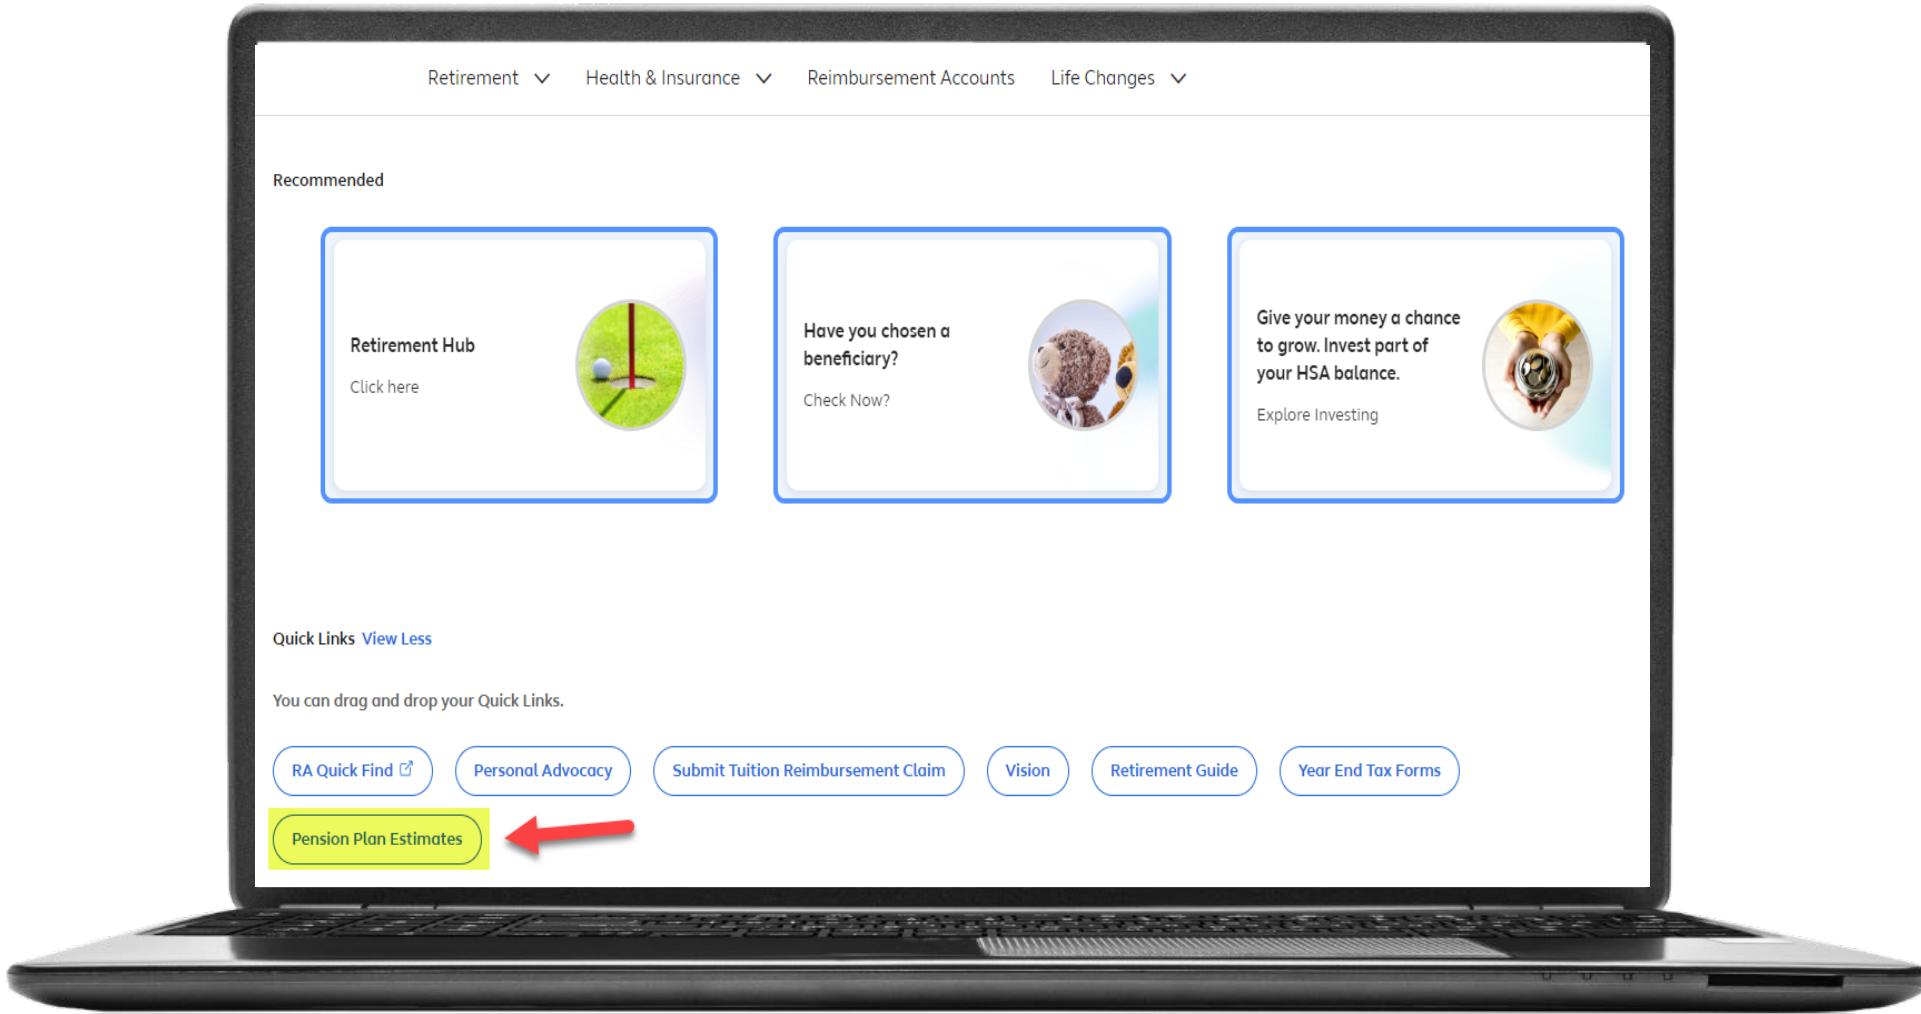 Retirement Health & Insurance Reimbursement Accounts Life Changes
Recommended
Retirement Hub
Click here
Have you chosen a
beneficiary?
Check Now?
Give your money a chance
to grow. Invest part of
your HSA balance.
Explore Investing
Quick Links View Less
You can drag and drop your Quick Links.
RA Quick Find Personal Advocacy Submit Tuition Reimbursement Claim Vision Retirement Guide Year End Tax Forms
Pension Plan Estimates